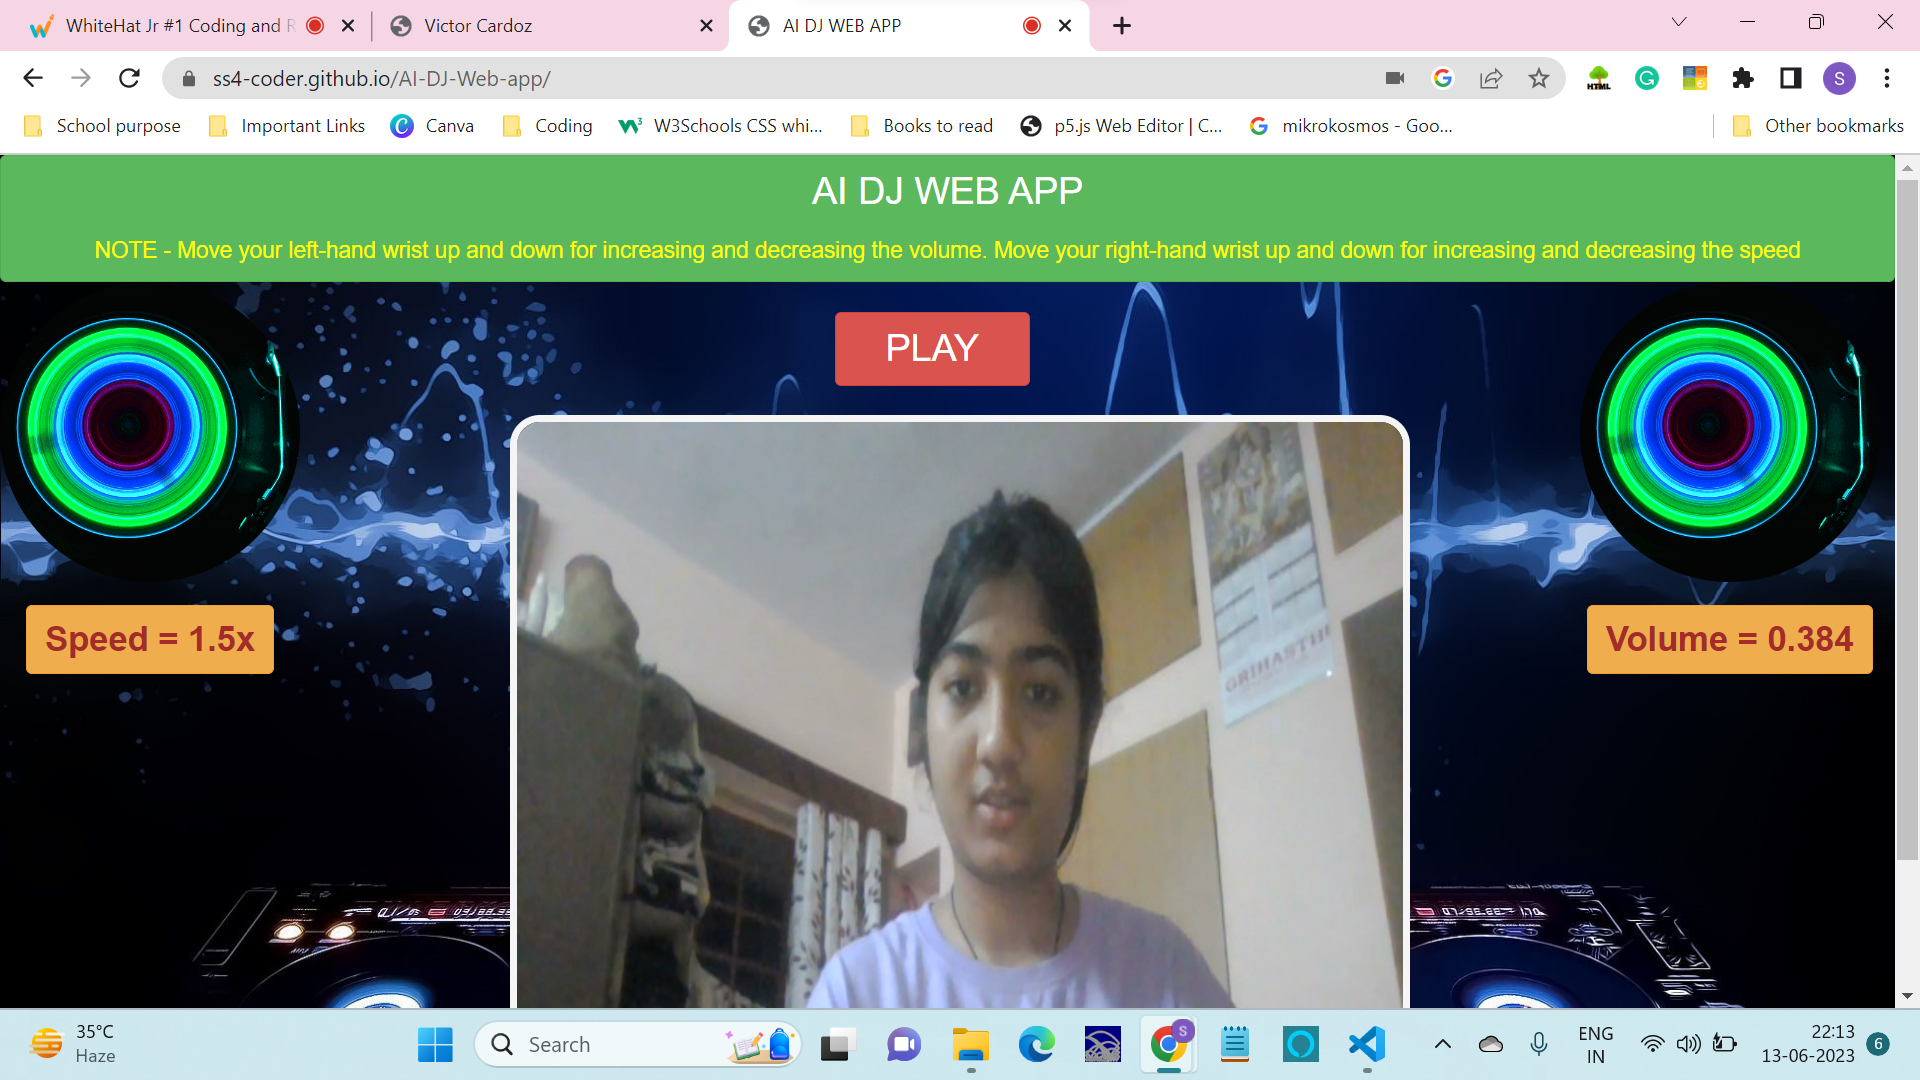 WhiteHat Jr #1 Coding and R
Victor Cardoz
AI DJ WEB APP
ss4-coder.github.io/AI-DJ-Web-app/
HTML
S
School purpose
Important Links
Canva
Coding
W3Schools CSS whi...
Books to read
p5.js Web Editor | C...
mikrokosmos - Goo...
Other bookmarks
AI DJ WEB APP
NOTE - Move your left-hand wrist up and down for increasing and decreasing the volume. Move your right-hand wrist up and down for increasing and decreasing the speed
PLAY
GRIHASTHI
Speed = 1.5x
Volume = 0.384
35°C
Haze
Search
S
ENG
IN
22:13
13-06-2023
6